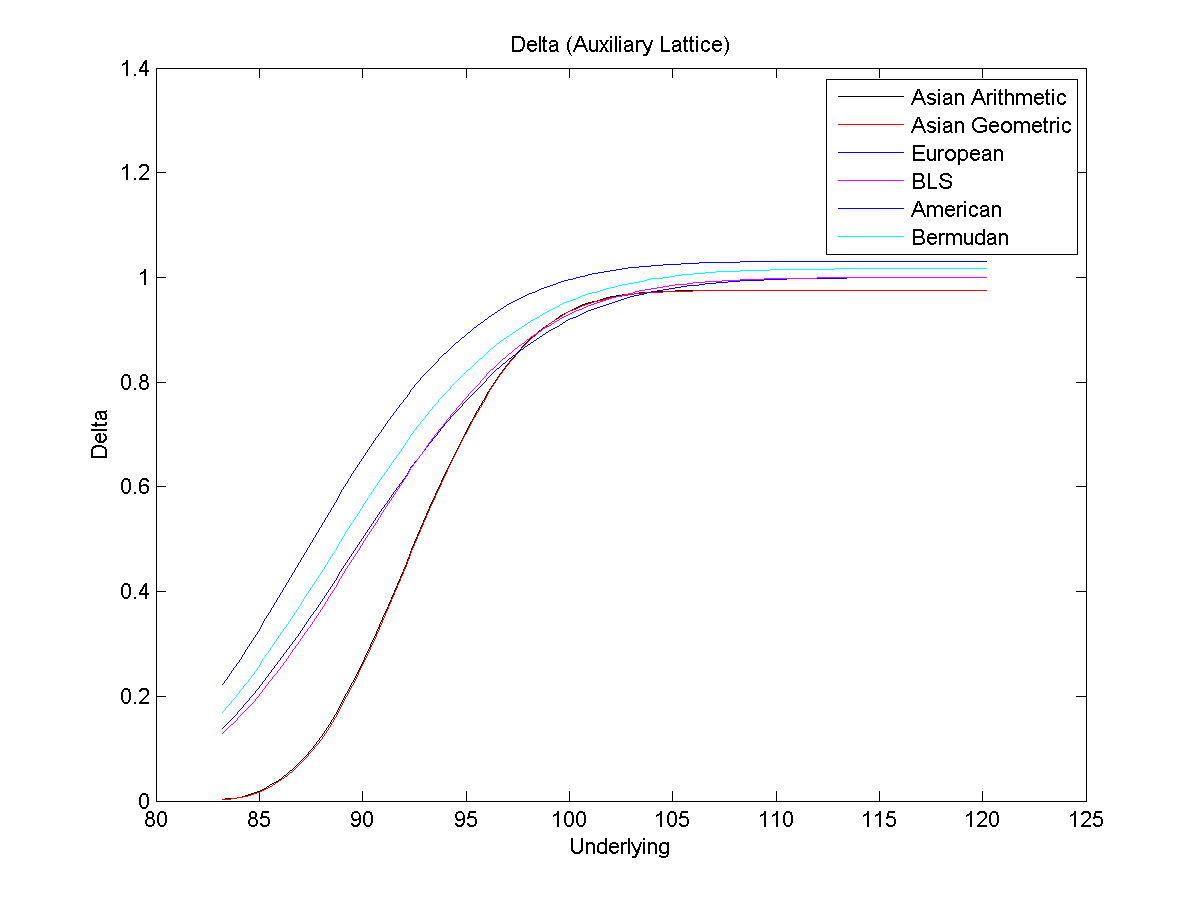 Delta (Auxiliary Lattice)
1.4
1.2
1
0.8
0.6
0.4
0.2
0
Delta
Asian Arithmetic
Asian Geometric
European
BLS
American
Bermudan
80 85 90 95 100 105 110 115 120 125
Underlying